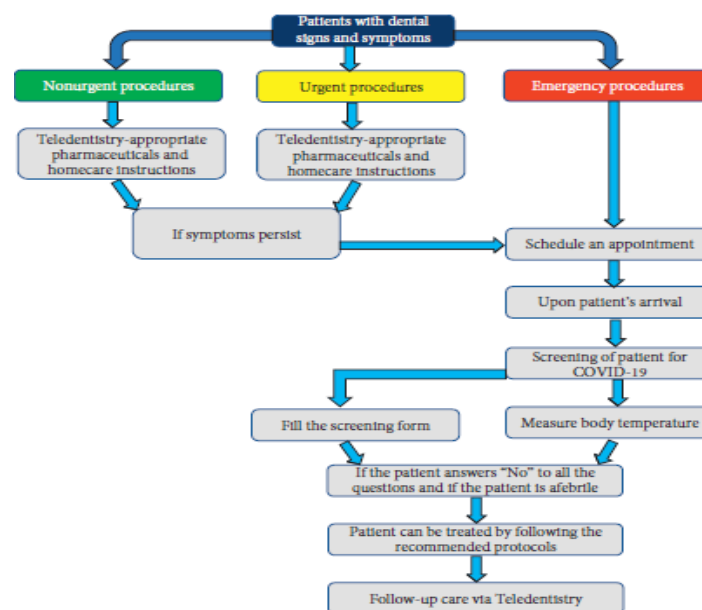 Patients with dental
signs and symptoms
Nonurgent procedures
Urgent procedures
Emergency procedures
Teledentistry-appropriate
pharmaceuticals and
homecare instructions
Teledentistry-appropriate
pharmaceuticals and
homecare instructions
If symptoms persist
Schedule an appointment
Upon patient's arrival
Screening of patient for
COVID-19
Fill the screening form
Measure body temperature
If the patient answers "No" to all the
questions and if the patient is afebrile
Patient can be treated by following the
recommended protocols
Follow-up care via Teledentistry